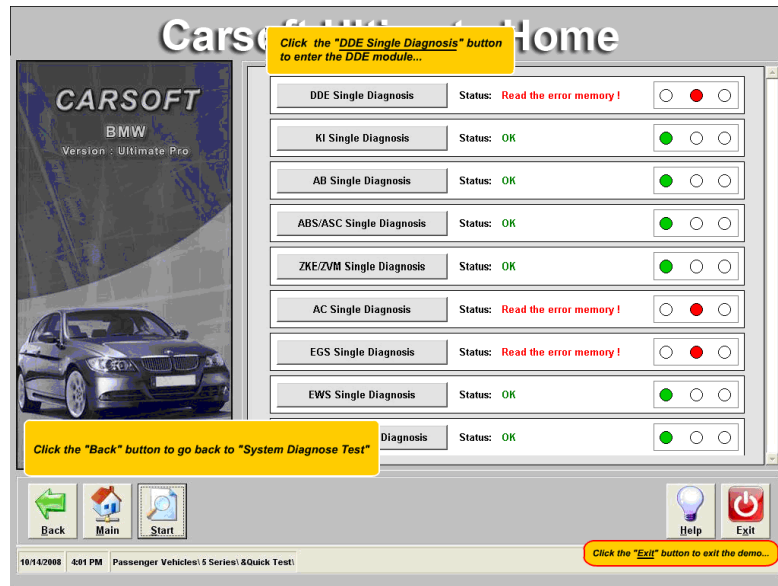 Carsoft Ultimate Home
Click the "DDE Single Diagnosis" button
to enter the DDE module...
CARSOFT
BMW
Version : Ultimate Pro
DDE Single Diagnosis Status: Read the error memory !
KI Single Diagnosis Status: OK
AB Single Diagnosis Status: OK
ABS/ASC Single Diagnosis Status: OK
ZKE/ZVM Single Diagnosis Status: OK
AC Single Diagnosis Status: Read the error memory !
EGS Single Diagnosis Status: Read the error memory !
EWS Single Diagnosis Status: OK
Diagnosis Status: OK
Click the "Back" button to go back to "System Diagnose Test"
Back Main Start Help Exit
Click the "Exit" button to exit the demo...
10/14/2008 4:01 PM Passenger Vehicles\ 5 Series\ &Quick Test\